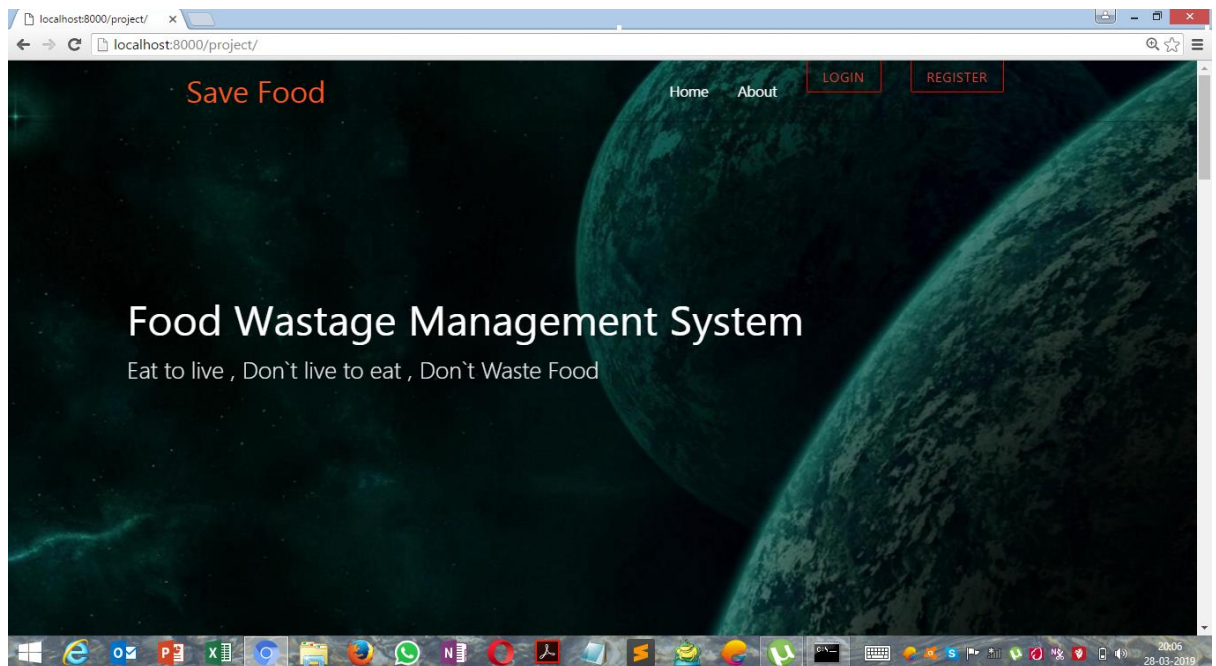 localhost:8000/project/
localhost:8000/project/
Save Food
Home About LOGIN REGISTER
Food Wastage Management System
Eat to live , Don`t live to eat , Don`t Waste Food
20:06
28-03-2019